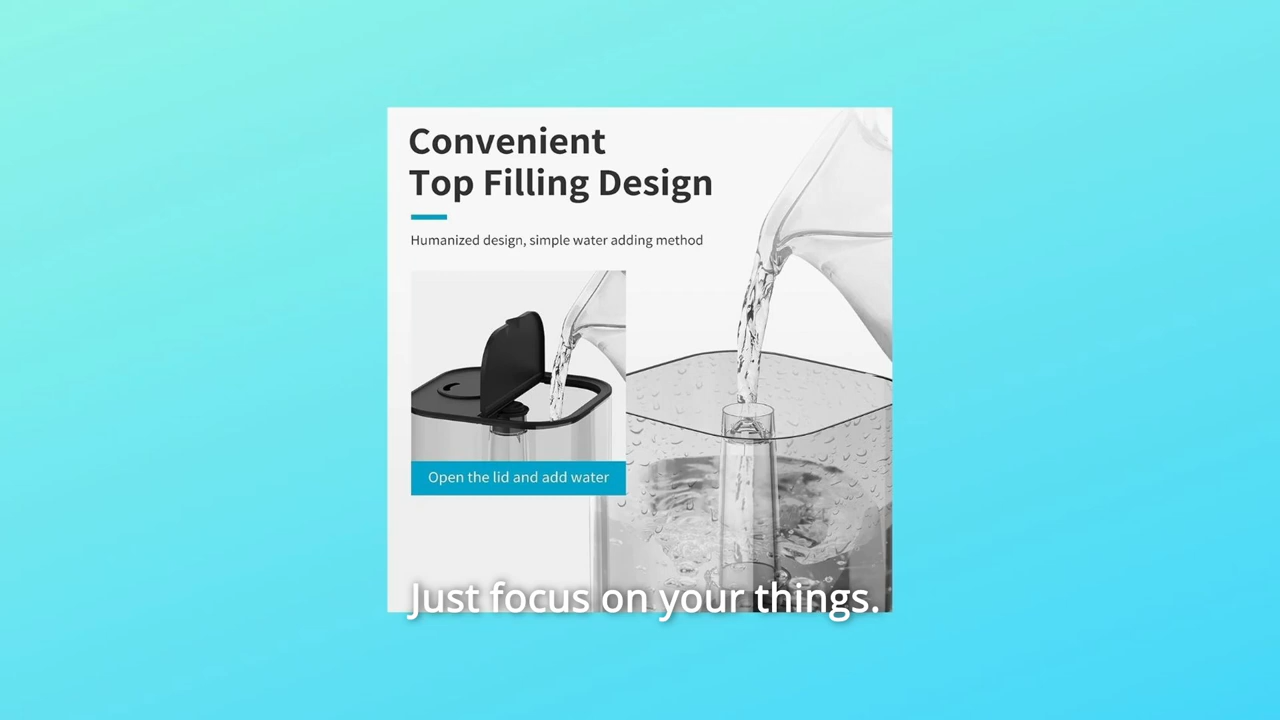 Convenient
Top Filling Design
Humanized design, simple water adding method
Open the lid and add water
Just focus on your things.